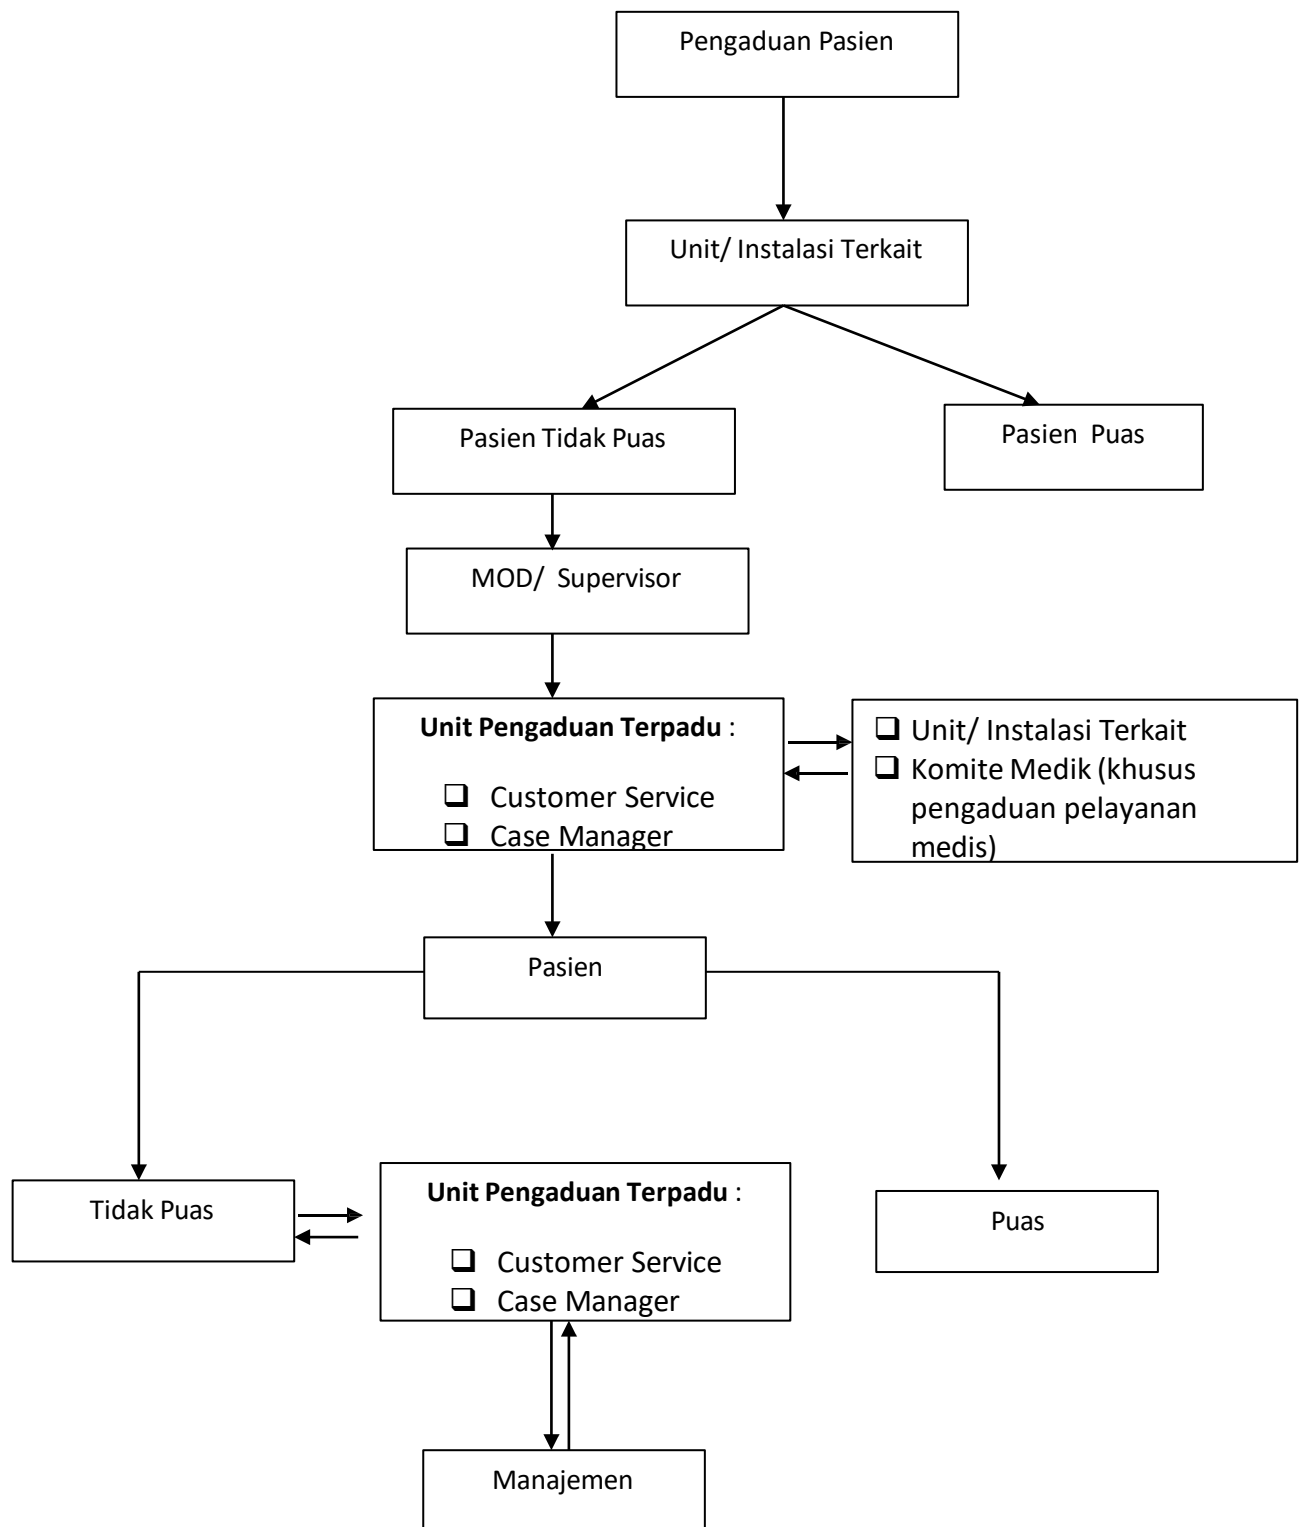 Pengaduan Pasien
Unit/ Instalasi Terkait
Pasien Tidak Puas
Pasien Puas
MOD/ Supervisor
Unit Pengaduan Terpadu :
❑ Customer Service
❑ Case Manager
❑ Unit/ Instalasi Terkait
❑ Komite Medik (khusus
pengaduan pelayanan
medis)
Pasien
Tidak Puas
Unit Pengaduan Terpadu :
❑ Customer Service
❑ Case Manager
Puas
Manajemen